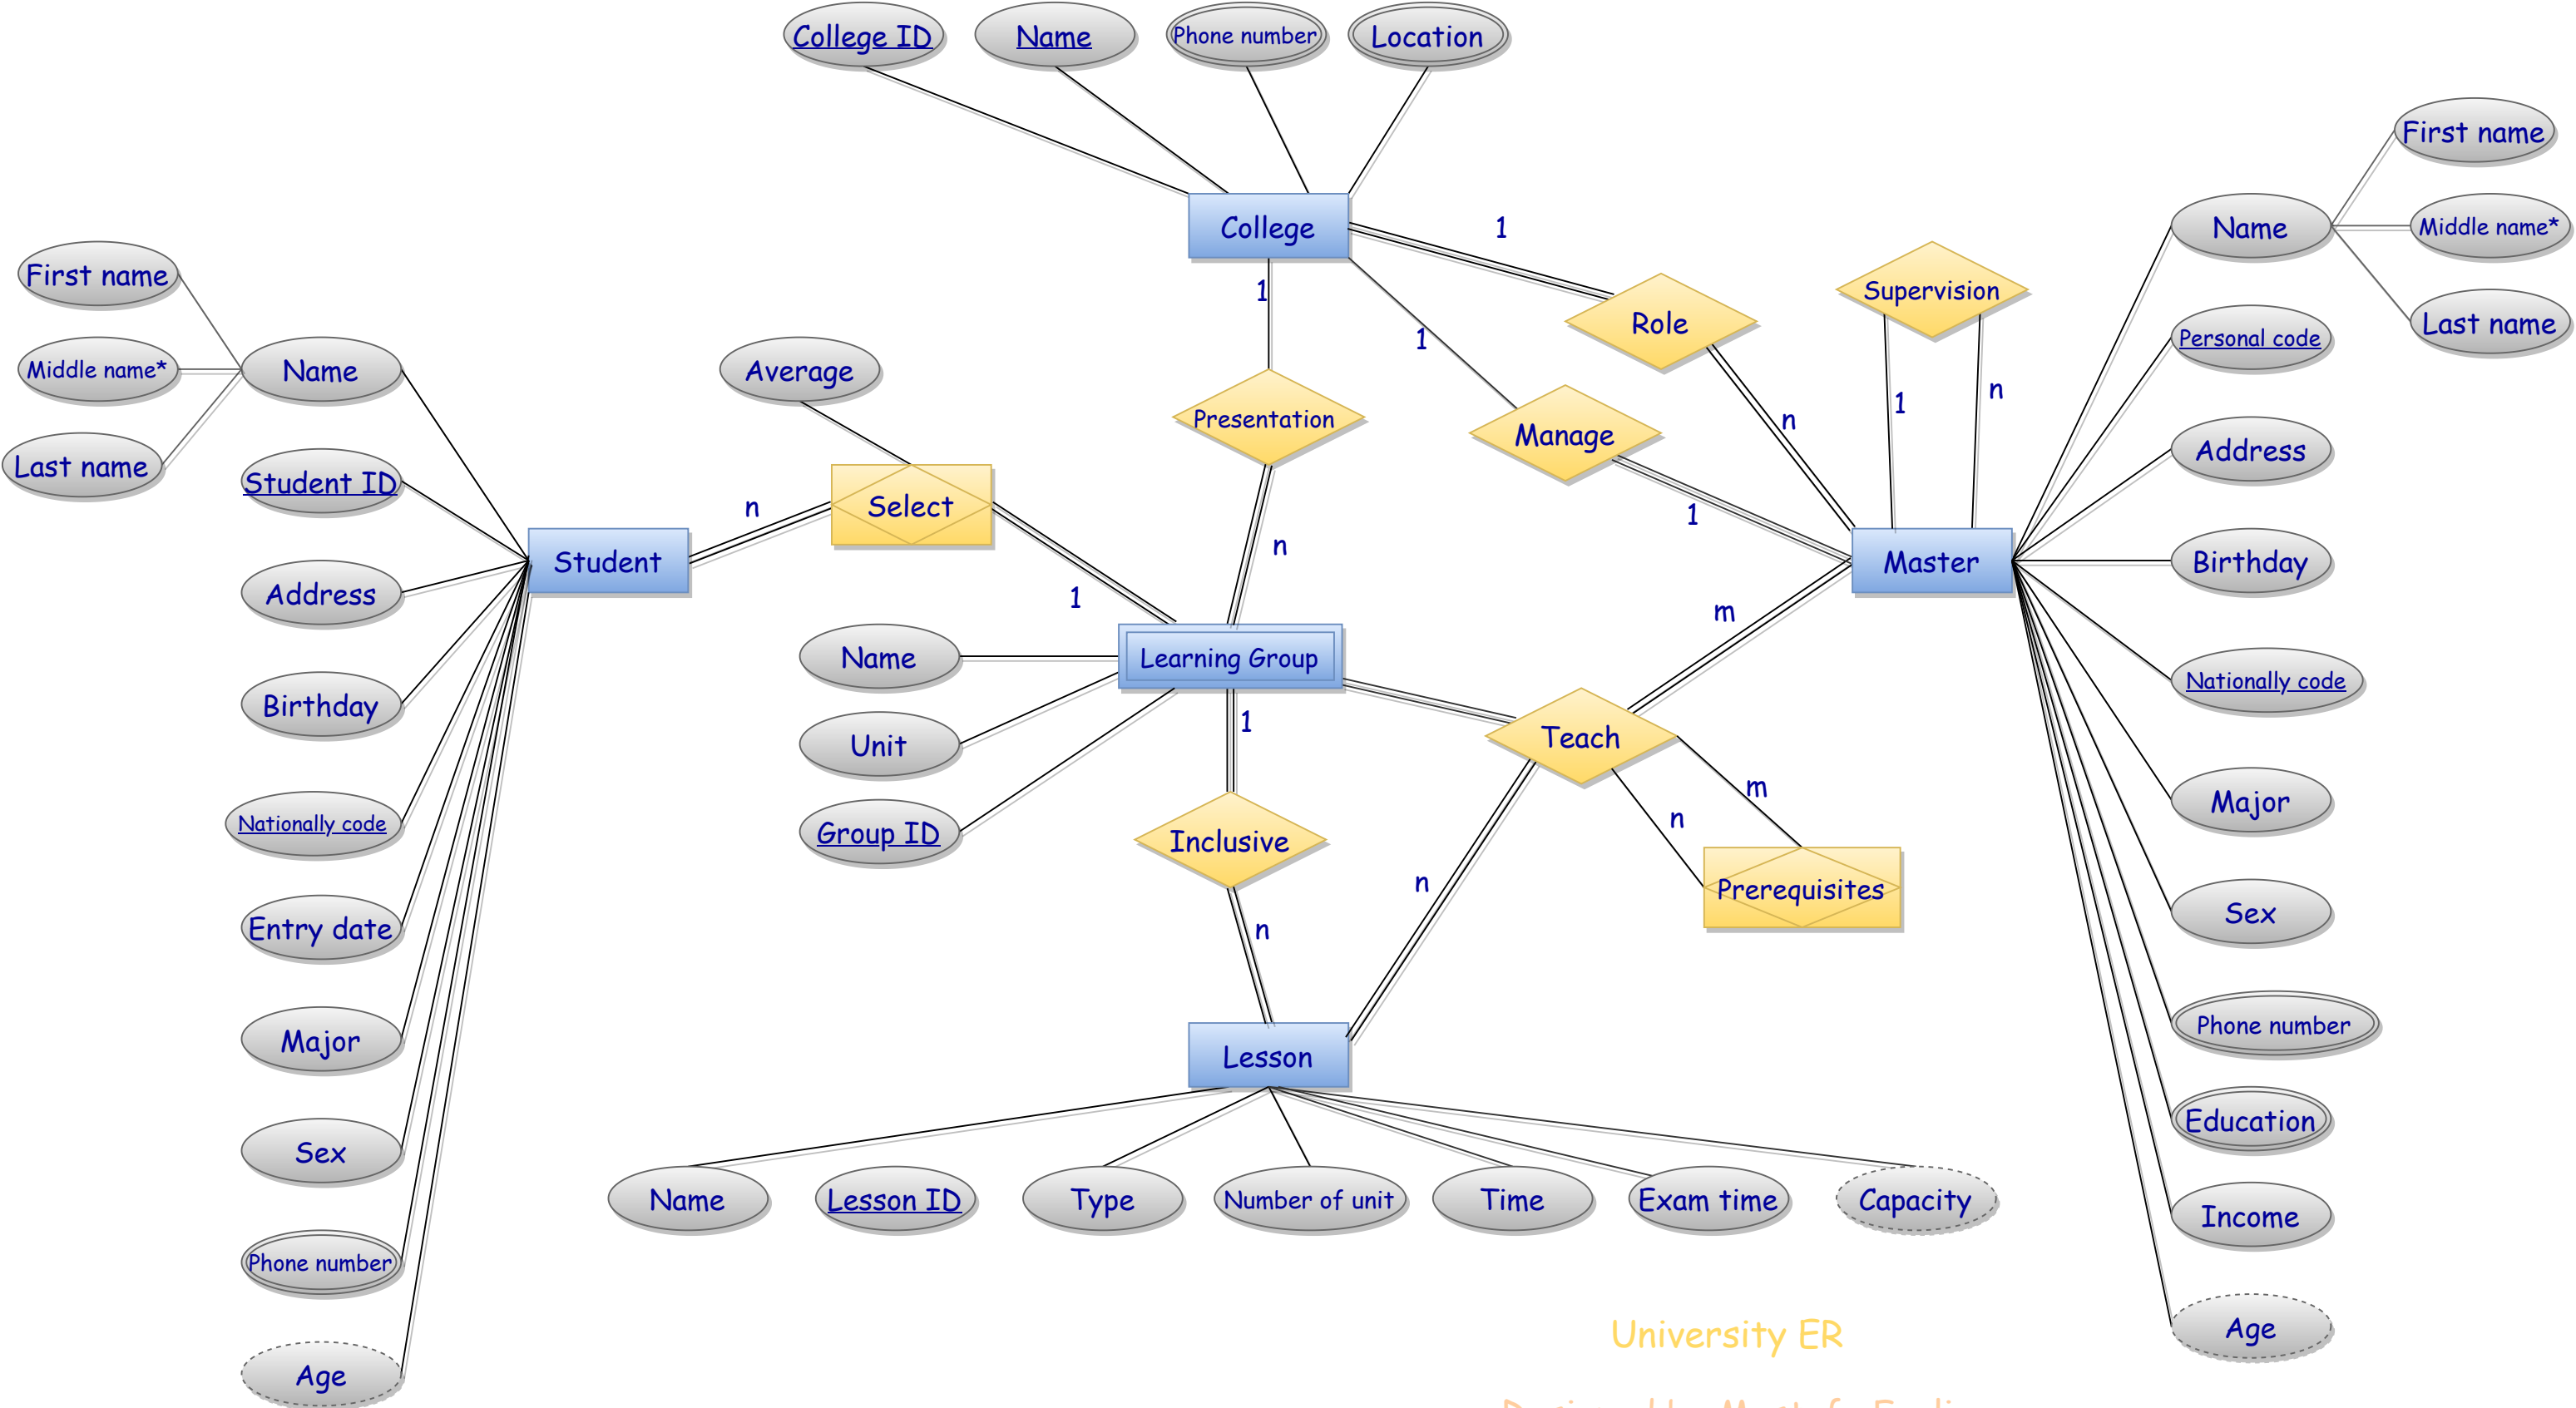 College ID
Name
Phone number
Location
First name
Middle name*
Last name
Name
Student ID
Address
Birthday
Nationally code
Entry date
Major
Sex
Phone number
Age
Student
n
Average
Select
1
College
1
Presentation
n
1
Role
n
1
Manage
1
Supervision
1
n
Master
Name
First name
Middle name*
Last name
Personal code
Address
Birthday
Nationally code
Major
Sex
Phone number
Education
Income
Age
Name
Unit
Group ID
Learning Group
1
Inclusive
n
m
Teach
m
n
Prerequisites
n
Lesson
Name
Lesson ID
Type
Number of unit
Time
Exam time
Capacity
University ER